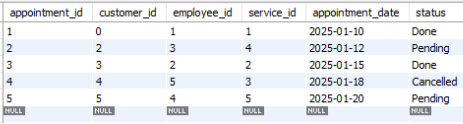 appointment_id customer_id employee_id service_id appointment_date status
1 0 1 1 2025-01-10 Done
2 2 3 4 2025-01-12 Pending
3 3 2 2 2025-01-15 Done
4 4 5 3 2025-01-18 Cancelled
5 5 4 5 2025-01-20 Pending
NULL NULL NULL NULL NULL NULL